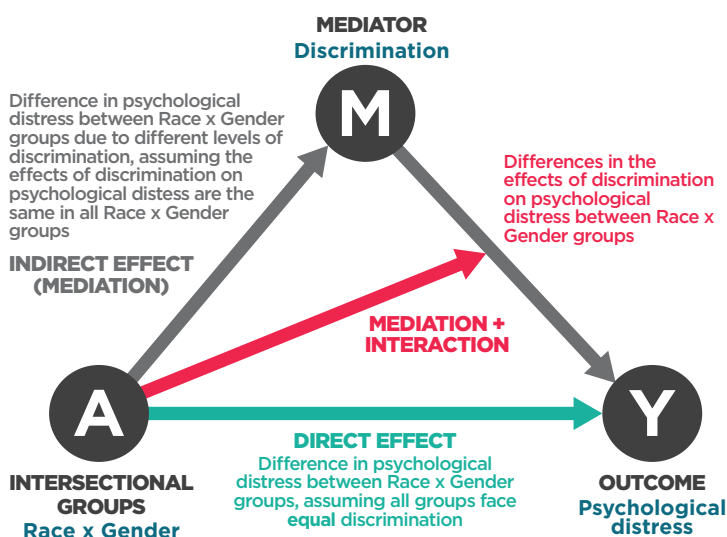 MEDIATOR
Discrimination
M
Difference in psychological
distress between Race x Gender
groups due to different levels of
discrimination, assuming the
effects of discrimination on
psychological distess are the
same in all Race x Gender
groups
INDIRECT EFFECT
(MEDIATION)
Differences in the
effects of discrimination
on psychological
distress between Race x
Gender groups
MEDIATION +
INTERACTION
A
Y
DIRECT EFFECT
Difference in psychological
distress between Race x Gender
groups, assuming all groups face
equal discrimination
INTERSECTIONAL
GROUPS
Race x Gender
OUTCOME
Psychological
distress